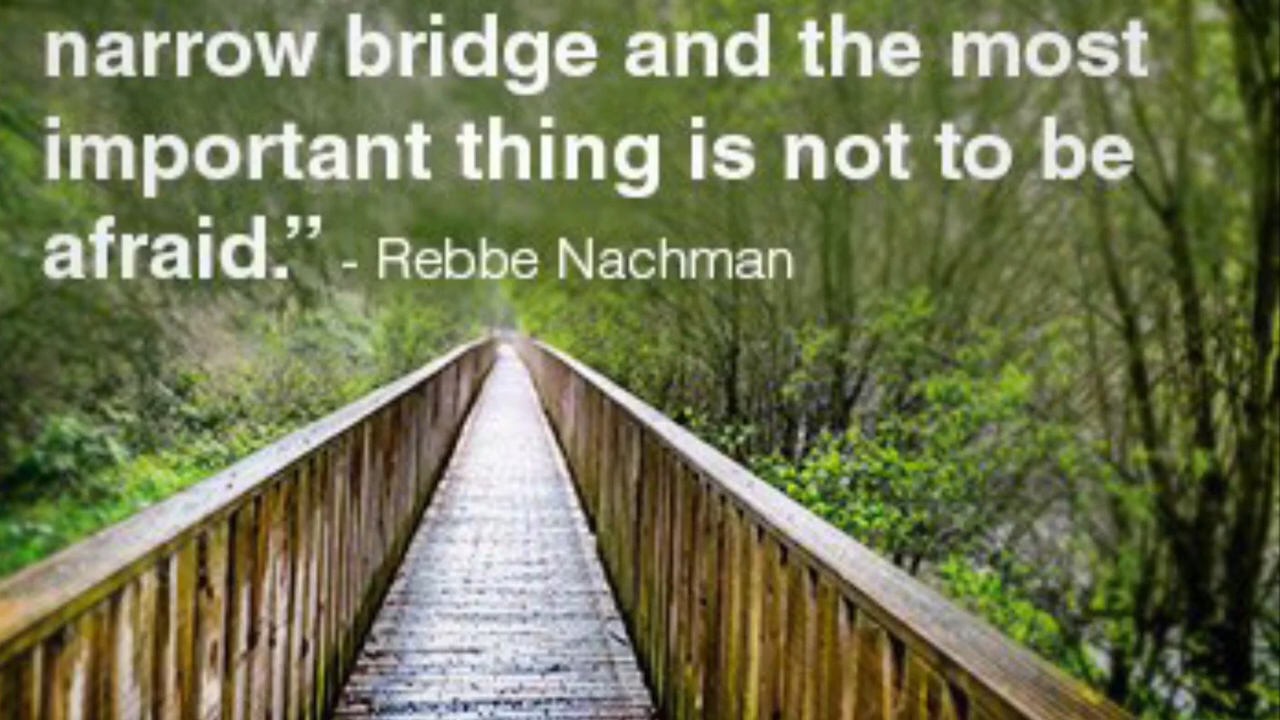 narrow bridge and the most
important thing is not to be
afraid.” - Rebbe Nachman